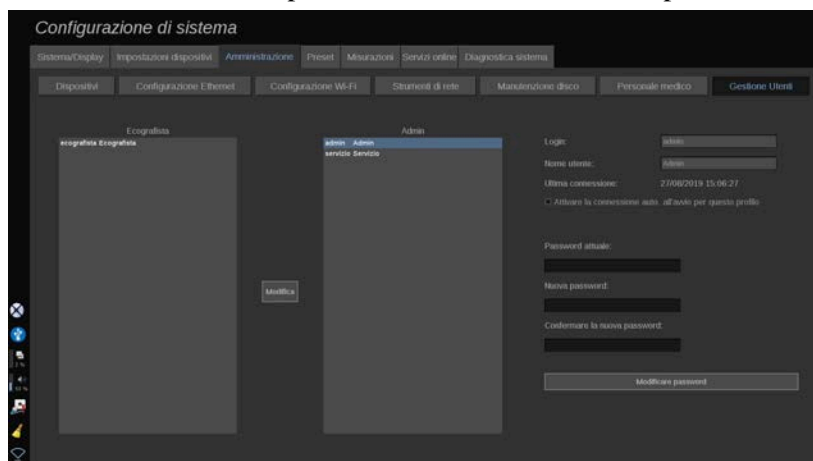 Configurazione di sistema
Sistema/Display Impostazioni dispositivi Amministrazione Preset Misurazioni Servizi online Diagnostica sistema
Dispositivi Configurazione Ethernet Configurazione Wi-Fi Strumenti di rete Manutenzione disco Personale medico Gestione Utenti
Ecografista Admin
ecografista Ecografista
admin Admin
servizio Servizio
Login: admin
Nome utente: Admin
Ultima connessione: 27/08/2019 15:06:27
Attivare la connessione auto. all'avvio per questo profilo
Password attuale:
Nuova password:
Modifica
Confermare la nuova password:
Modificare password